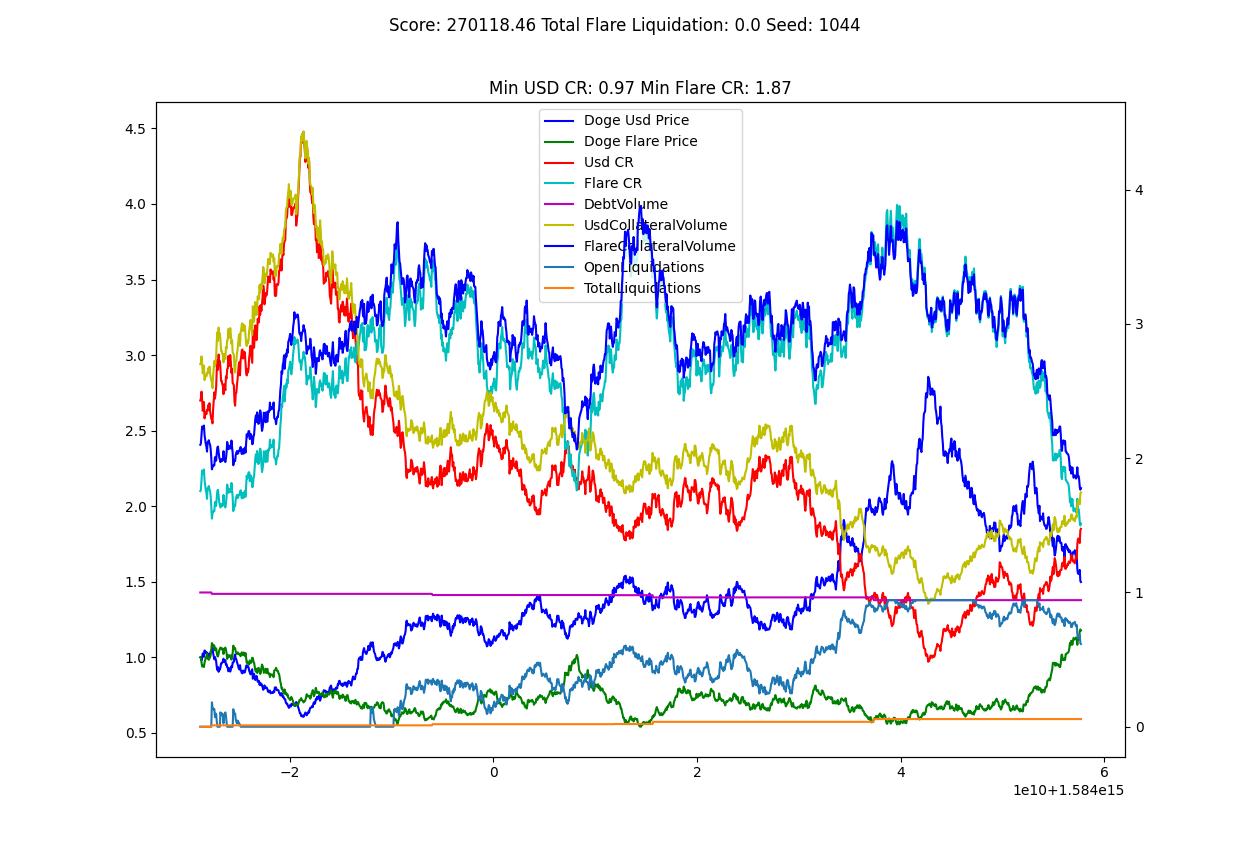 Score: 270118.46 Total Flare Liquidation: 0.0 Seed: 1044
Min USD CR: 0.97 Min Flare CR: 1.87
Doge Usd Price
Doge Flare Price
Usd CR
Flare CR
DebtVolume
UsdCollateralVolume
FlareCollateralVolume
OpenLiquidations
TotalLiquidations
4.5
4.0
3.5
3.0
2.5
2.0
1.5
1.0
0.5
4
3
2
1
0
−2
0
2
4
6
1e10+1.584e15